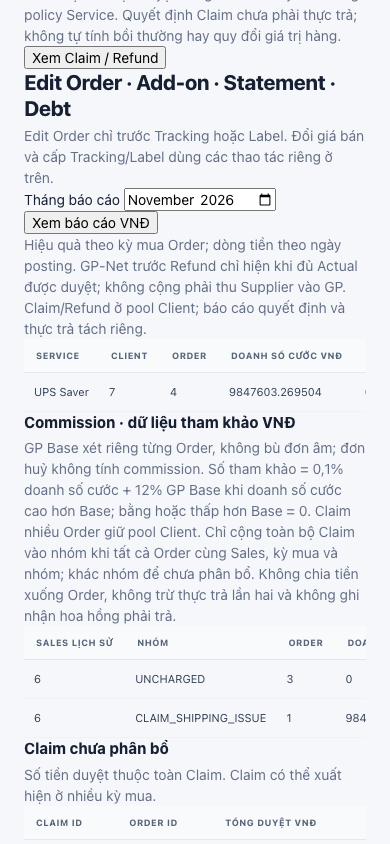 policy Service. Quyết định Claim chưa phải thực trả;
không tự tính bồi thường hay quy đổi giá trị hàng.
Xem Claim / Refund
Edit Order · Add-on · Statement ·
Debt
Edit Order chỉ trước Tracking hoặc Label. Đổi giá bán
và cấp Tracking/Label dùng các thao tác riêng ở
trên.
Tháng báo cáo November 2026
Xem báo cáo VNĐ
Hiệu quả theo kỳ mua Order; dòng tiền theo ngày
posting. GP-Net trước Refund chỉ hiện khi đủ Actual
được duyệt; không cộng phải thu Supplier vào GP.
Claim/Refund ở pool Client; báo cáo quyết định và
thực trả tách riêng.
SERVICE CLIENT ORDER DOANH SỐ CƯỚC VNĐ
UPS Saver 7 4 9847603.269504
Commission · dữ liệu tham khảo VNĐ
GP Base xét riêng từng Order, không bù đơn âm; đơn
huỷ không tính commission. Số tham khảo = 0,1%
doanh số cước + 12% GP Base khi doanh số cước
cao hơn Base; bằng hoặc thấp hơn Base = 0. Claim
nhiều Order giữ pool Client. Chỉ cộng toàn bộ Claim
vào nhóm khi tất cả Order cùng Sales, kỳ mua và
nhóm; khác nhóm để chưa phân bổ. Không chia tiền
xuống Order, không trừ thực trả lần hai và không ghi
nhận hoa hồng phải trả.
SALES LỊCH SỬ NHÓM ORDER DOA
6 UNCHARGED 3 0
6 CLAIM_SHIPPING_ISSUE 1 984
Claim chưa phân bổ
Số tiền duyệt thuộc toàn Claim. Claim có thể xuất
hiện ở nhiều kỳ mua.
CLAIM ID ORDER ID TỔNG DUYỆT VNĐ